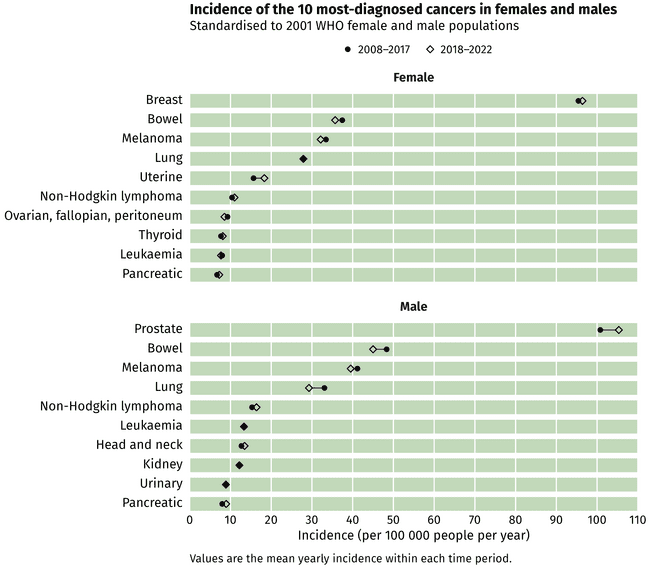 Incidence of the 10 most-diagnosed cancers in females and males
Standardised to 2001 WHO female and male populations
2008–2017 2018–2022
Female
Breast
Bowel
Melanoma
Lung
Uterine
Non-Hodgkin lymphoma
Ovarian, fallopian, peritoneum
Thyroid
Leukaemia
Pancreatic
Male
Prostate
Bowel
Melanoma
Lung
Non-Hodgkin lymphoma
Leukaemia
Head and neck
Kidney
Urinary
Pancreatic
0 10 20 30 40 50 60 70 80 90 100 110
Incidence (per 100 000 people per year)
Values are the mean yearly incidence within each time period.